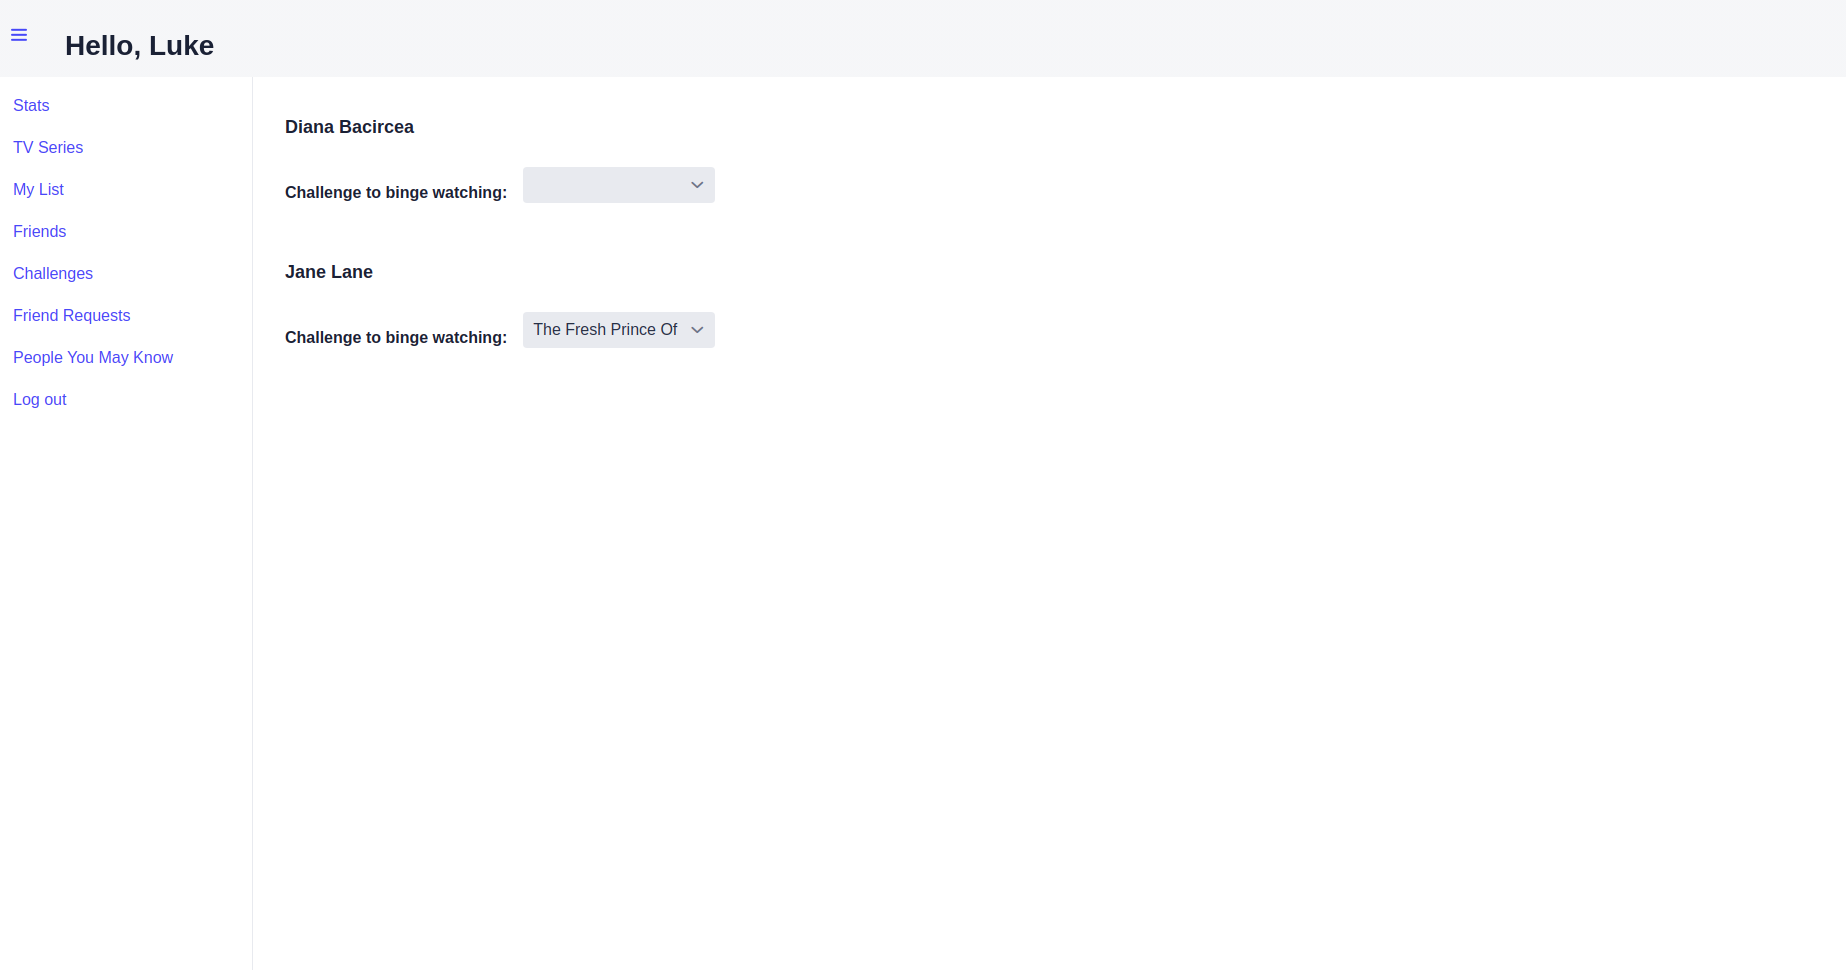 Hello, Luke
Stats
TV Series
My List
Friends
Challenges
Friend Requests
People You May Know
Log out
Diana Bacircea
Challenge to binge watching:
Jane Lane
Challenge to binge watching: The Fresh Prince Of